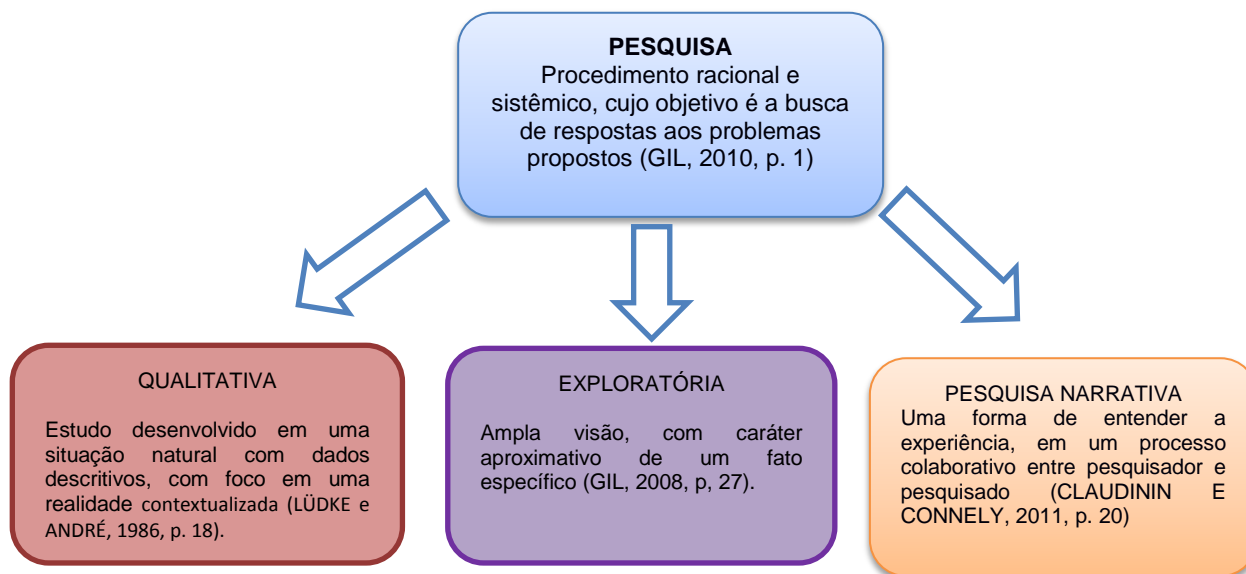 PESQUISA
Procedimento racional e
sistêmico, cujo objetivo é a busca
de respostas aos problemas
propostos (GIL, 2010, p. 1)
QUALITATIVA
Estudo desenvolvido em uma
situação natural com dados
descritivos, com foco em uma
realidade contextualizada (LÜDKE e
ANDRÉ, 1986, p. 18).
EXPLORATÓRIA
Ampla visão, com caráter
aproximativo de um fato
específico (GIL, 2008, p, 27).
PESQUISA NARRATIVA
Uma forma de entender a
experiência, em um processo
colaborativo entre pesquisador e
pesquisado (CLAUDININ E
CONNELY, 2011, p. 20)